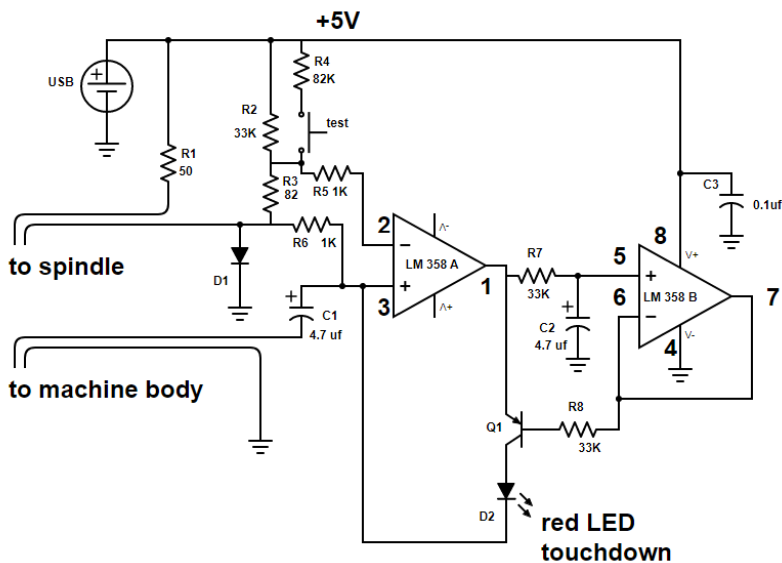 +5V
USB
R4
82K
R2
33K
test
R1
50
R3
82
R5 1K
C3
0.1uf
R6 1K
to spindle
D1
2
V-
LM 358 A
1
3
V+
R7
33K
5
8
V+
6
LM 358 B
7
V-
4
C1
4.7 uf
C2
4.7 uf
to machine body
Q1
R8
33K
D2
red LED
touchdown